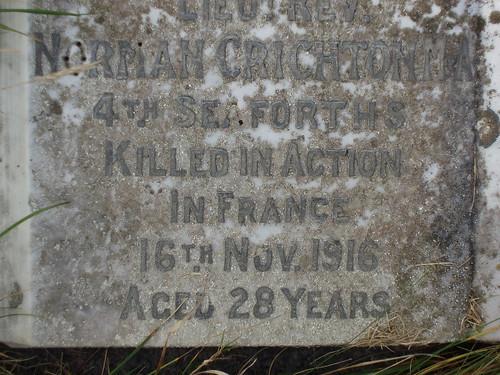 LIEUT. REV.
NORMAN CRICHTON M.A
4TH SEAFORTHS
KILLED IN ACTION
IN FRANCE
16TH NOV. 1916
AGED 28 YEARS